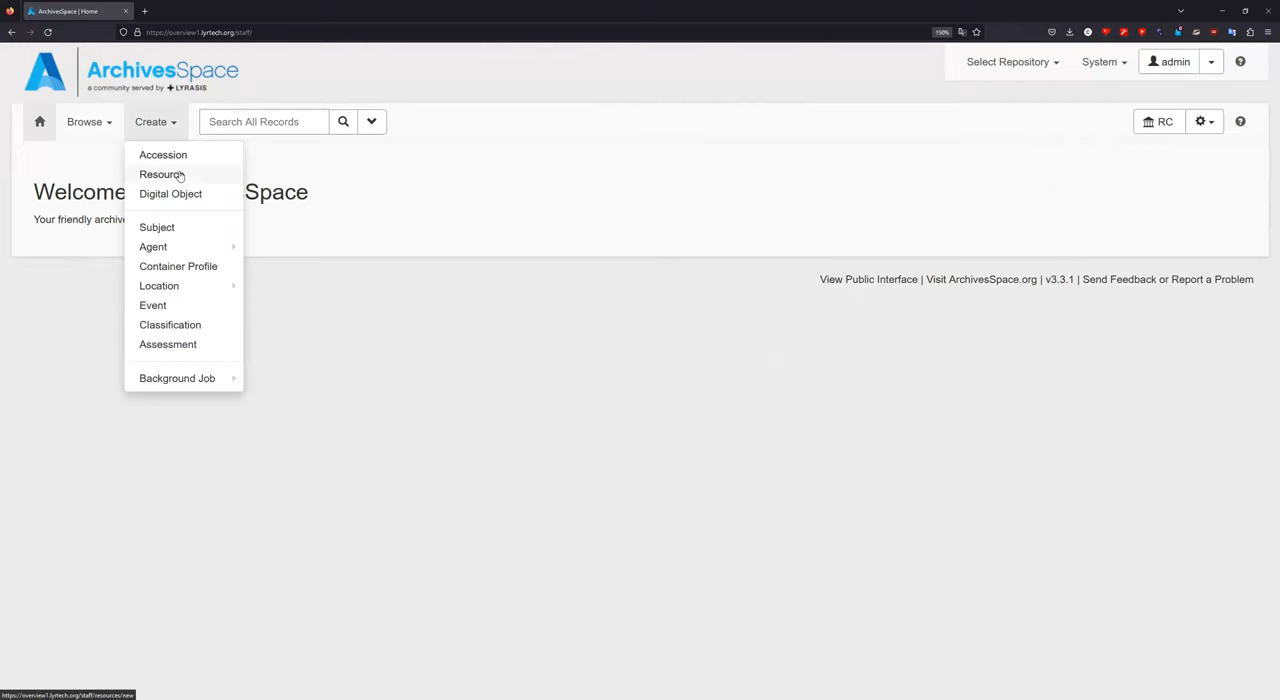 ArchivesSpace | Home
https://overview1.lyrtech.org/staff/
150%
ArchivesSpace
a community served by LYRASIS
Select Repository
System
admin
Browse
Create
Search All Records
RC
Accession
Resource
Digital Object
Subject
Agent
Container Profile
Location
Event
Classification
Assessment
Background Job
Welcome Space
Your friendly archive
View Public Interface | Visit ArchivesSpace.org | v3.3.1 | Send Feedback or Report a Problem
https://overview1.lyrtech.org/staff/resources/new